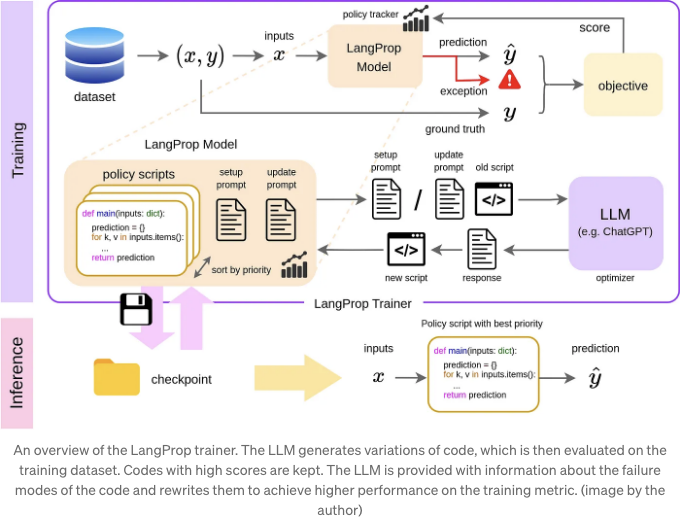 Training
dataset
(x, y)
inputs
x
policy tracker
LangProp
Model
prediction
ŷ
exception
score
objective
ground truth
y
LangProp Model
policy scripts
def main(inputs: dict):
prediction = {}
for k, v in inputs.items():
...
return prediction
setup
prompt
update
prompt
sort by priority
setup
prompt
/
update
prompt
old script
</>
LLM
(e.g. ChatGPT)
optimizer
</>
new script
response
LangProp Trainer
Inference
checkpoint
inputs
x
Policy script with best priority
def main(inputs: dict):
prediction = {}
for k, v in inputs.items():
...
return prediction
prediction
ŷ
An overview of the LangProp trainer. The LLM generates variations of code, which is then evaluated on the
training dataset. Codes with high scores are kept. The LLM is provided with information about the failure
modes of the code and rewrites them to achieve higher performance on the training metric. (image by the
author)